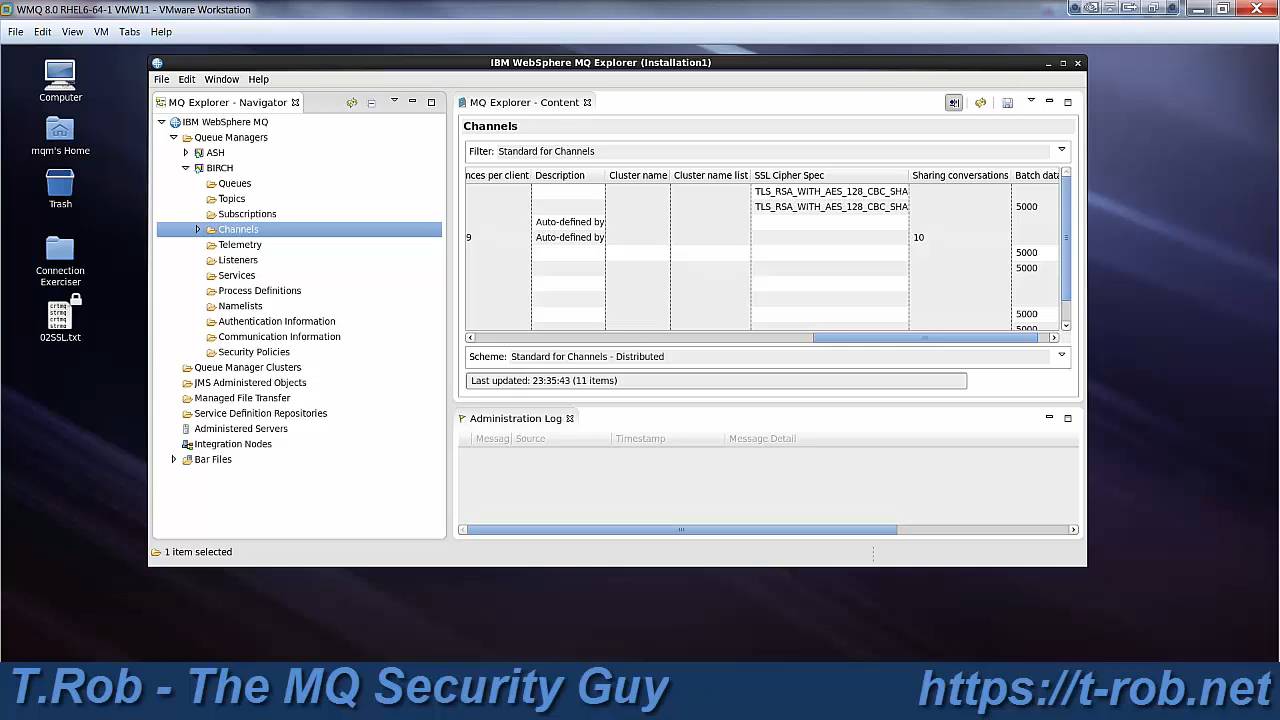 WMQ 8.0 RHEL6-64-1 VMW11 - VMware Workstation
File Edit View VM Tabs Help
Computer
mqm's Home
Trash
Connection
Exerciser
crtmq
strmq
02SSL.txt
IBM WebSphere MQ Explorer (Installation1)
File Edit Window Help
MQ Explorer - Navigator
IBM WebSphere MQ
Queue Managers
ASH
BIRCH
Queues
Topics
Subscriptions
Channels
Telemetry
Listeners
Services
Process Definitions
Namelists
Authentication Information
Communication Information
Security Policies
Queue Manager Clusters
JMS Administered Objects
Managed File Transfer
Service Definition Repositories
Administered Servers
Integration Nodes
Bar Files
1 item selected
MQ Explorer - Content
Channels
Filter: Standard for Channels
nces per client Description Cluster name Cluster name list SSL Cipher Spec Sharing conversations Batch data
TLS_RSA_WITH_AES_128_CBC_SHA
TLS_RSA_WITH_AES_128_CBC_SHA 5000
Auto-defined by
9 Auto-defined by 10
5000
5000
5000
5000
Scheme: Standard for Channels - Distributed
Last updated: 23:35:43 (11 items)
Administration Log
Messag Source Timestamp Message Detail
T.Rob - The MQ Security Guy
https://t-rob.net